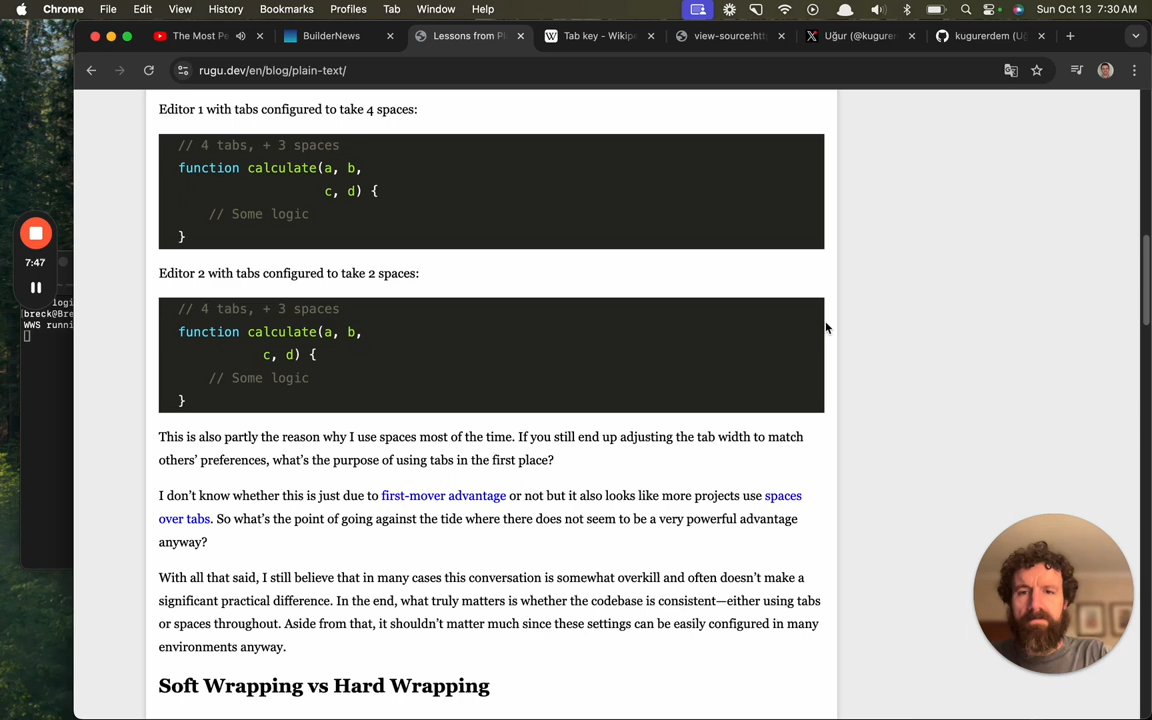 Chrome File Edit View History Bookmarks Profiles Tab Window Help Sun Oct 13 7:30 AM
The Most Pe BuilderNews Lessons from Pl Tab key - Wikipe view-source:htt Uğur (@kugurer kugurerdem (Uğ
rugu.dev/en/blog/plain-text/
Editor 1 with tabs configured to take 4 spaces:
// 4 tabs, + 3 spaces
function calculate(a, b,
c, d) {
// Some logic
}
Editor 2 with tabs configured to take 2 spaces:
// 4 tabs, + 3 spaces
function calculate(a, b,
c, d) {
// Some logic
}
This is also partly the reason why I use spaces most of the time. If you still end up adjusting the tab width to match
others’ preferences, what’s the purpose of using tabs in the first place?
I don’t know whether this is just due to first-mover advantage or not but it also looks like more projects use spaces
over tabs. So what’s the point of going against the tide where there does not seem to be a very powerful advantage
anyway?
With all that said, I still believe that in many cases this conversation is somewhat overkill and often doesn’t make a
significant practical difference. In the end, what truly matters is whether the codebase is consistent—either using tabs
or spaces throughout. Aside from that, it shouldn’t matter much since these settings can be easily configured in many
environments anyway.
Soft Wrapping vs Hard Wrapping
7:47
logi
breck@Bre
WWS runni